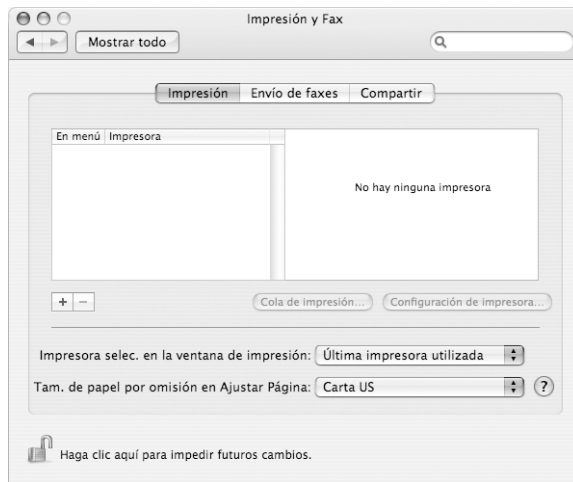 Impresión y Fax
Mostrar todo
Impresión Envío de faxes Compartir
En menú Impresora
No hay ninguna impresora
+ −
Cola de impresión... Configuración de impresora...
Impresora selec. en la ventana de impresión: Última impresora utilizada
Tam. de papel por omisión en Ajustar Página: Carta US ?
Haga clic aquí para impedir futuros cambios.